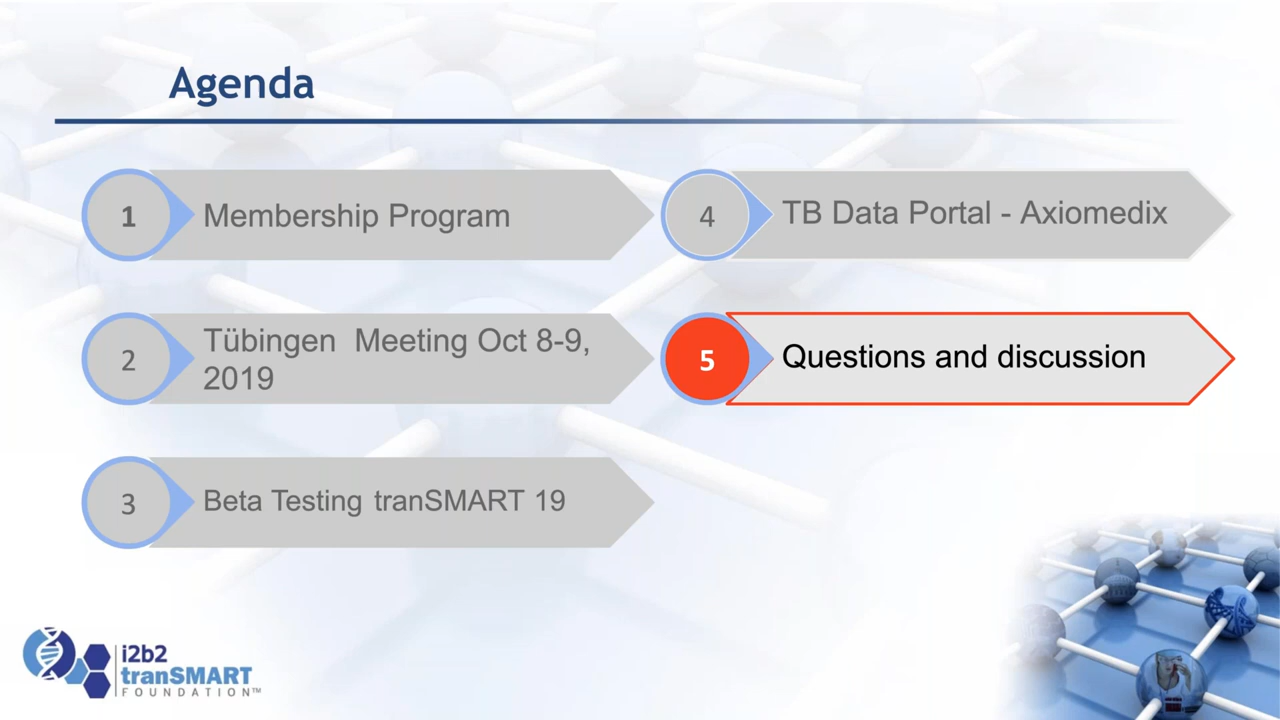 Agenda
1
Membership Program
2
Tübingen Meeting Oct 8-9,
2019
3
Beta Testing tranSMART 19
4
TB Data Portal - Axiomedix
5
Questions and discussion
i2b2
tranSMART
FOUNDATION™